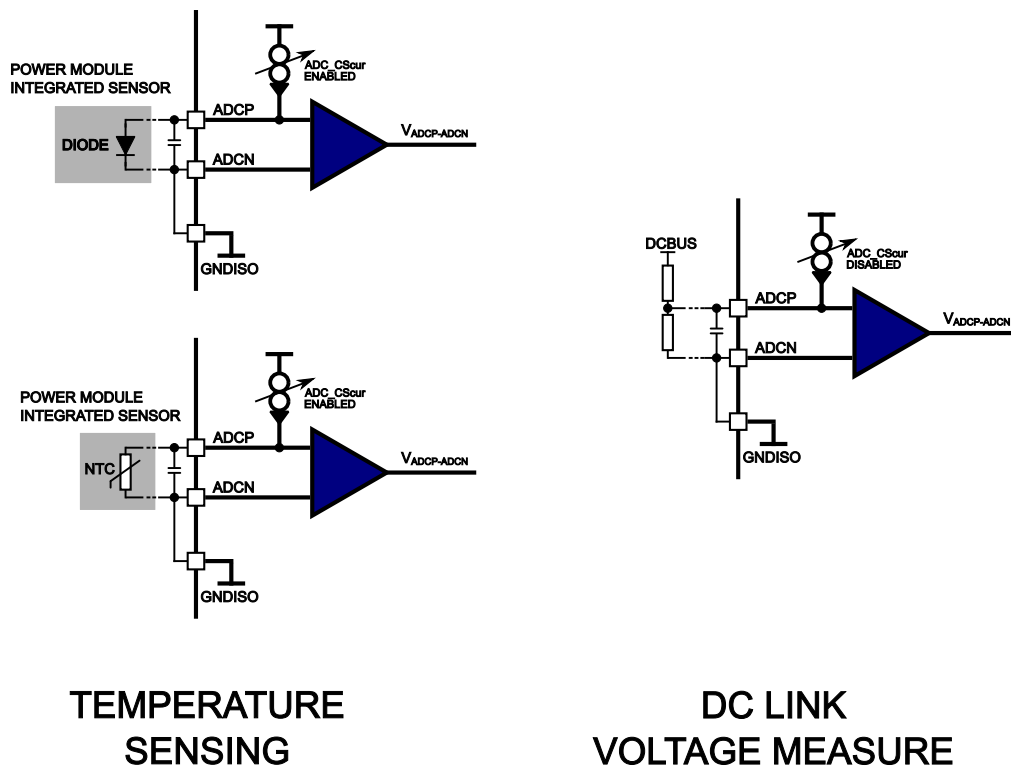 POWER MODULE
INTEGRATED SENSOR
DIODE
ADC_CScur
ENABLED
ADCP
ADCN
VADCP-ADCN
GNDISO
POWER MODULE
INTEGRATED SENSOR
NTC
ADC_CScur
ENABLED
ADCP
ADCN
VADCP-ADCN
GNDISO
TEMPERATURE
SENSING
DCBUS
ADC_CScur
DISABLED
ADCP
ADCN
VADCP-ADCN
GNDISO
DC LINK
VOLTAGE MEASURE